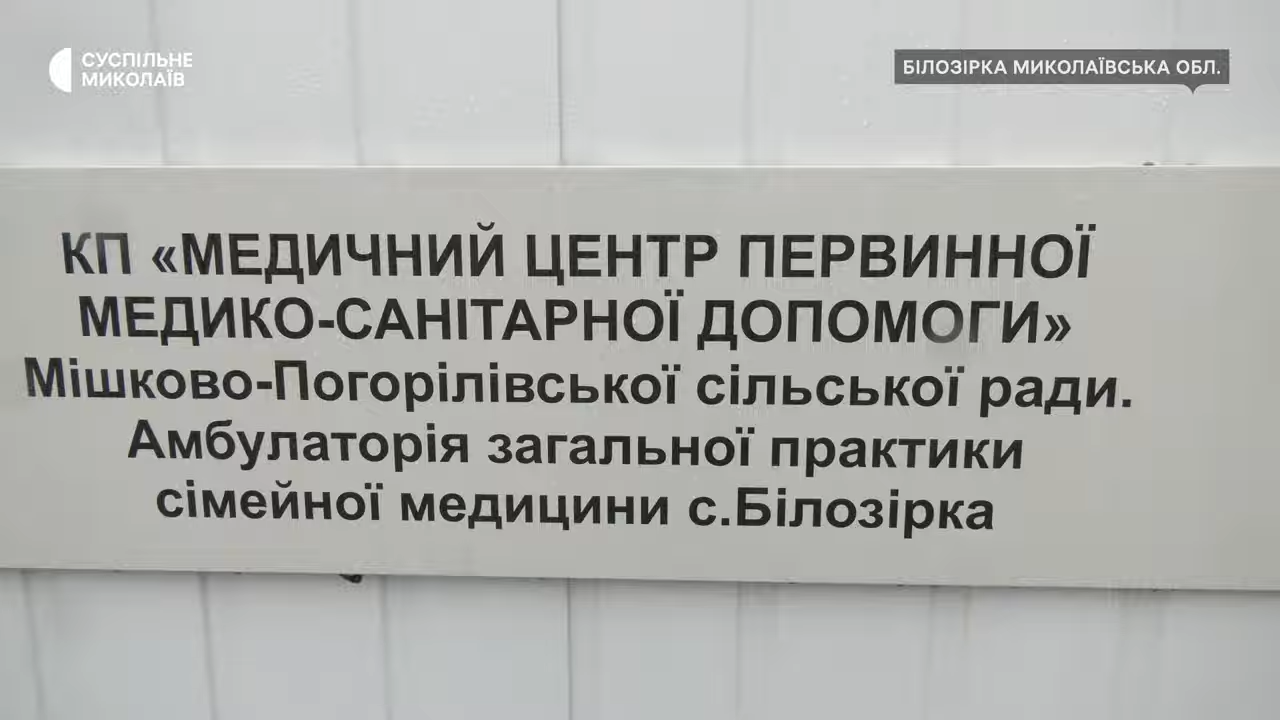 СУСПІЛЬНЕ
МИКОЛАЇВ
БІЛОЗІРКА МИКОЛАЇВСЬКА ОБЛ.
КП «МЕДИЧНИЙ ЦЕНТР ПЕРВИННОЇ
МЕДИКО-САНІТАРНОЇ ДОПОМОГИ»
Мішково-Погорілівської сільської ради.
Амбулаторія загальної практики
сімейної медицини с.Білозірка